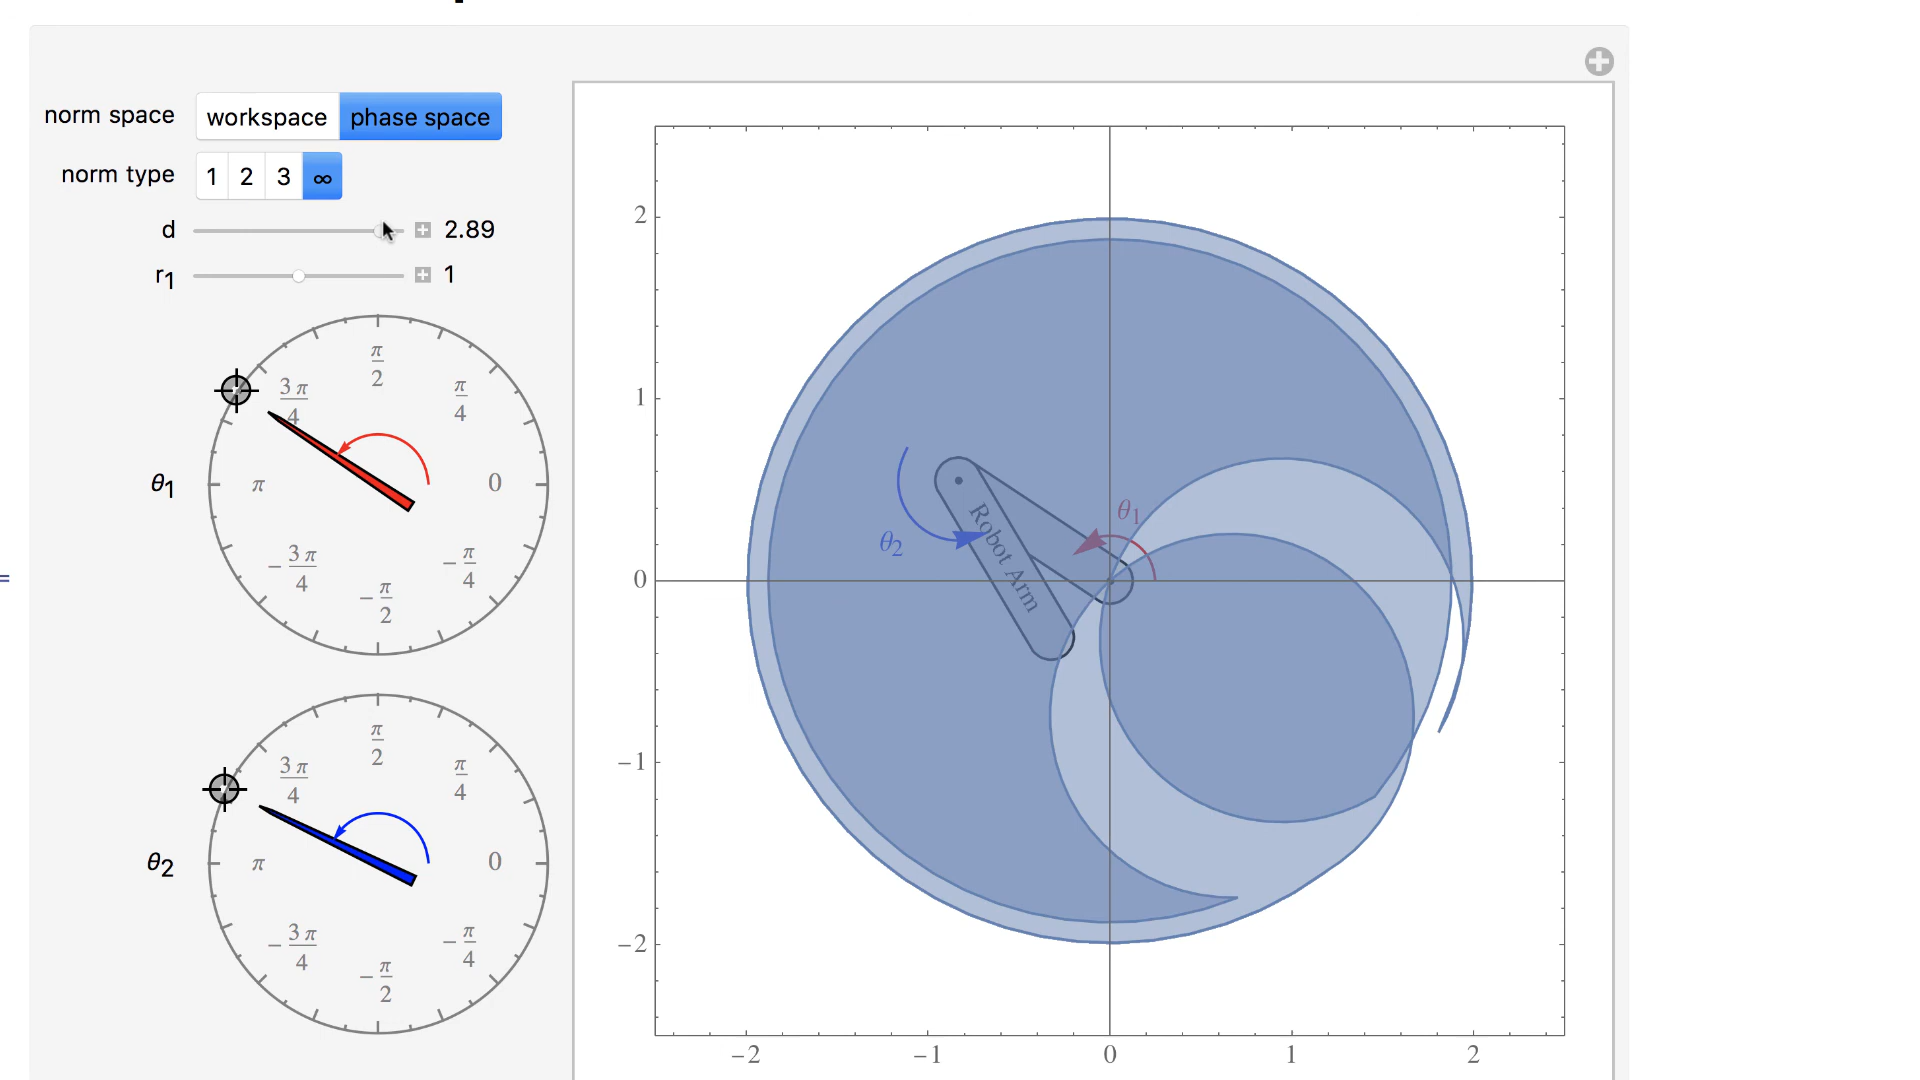 norm space workspace phase space
norm type 1 2 3 ∞
d 2.89
r1 1
π/2
3π/4 π/4
θ1 π 0
−3π/4 −π/4
−π/2
π/2
3π/4 π/4
θ2 π 0
−3π/4 −π/4
−π/2
2
1
0
−1
−2
θ1
θ2
Robot Arm
−2 −1 0 1 2
=